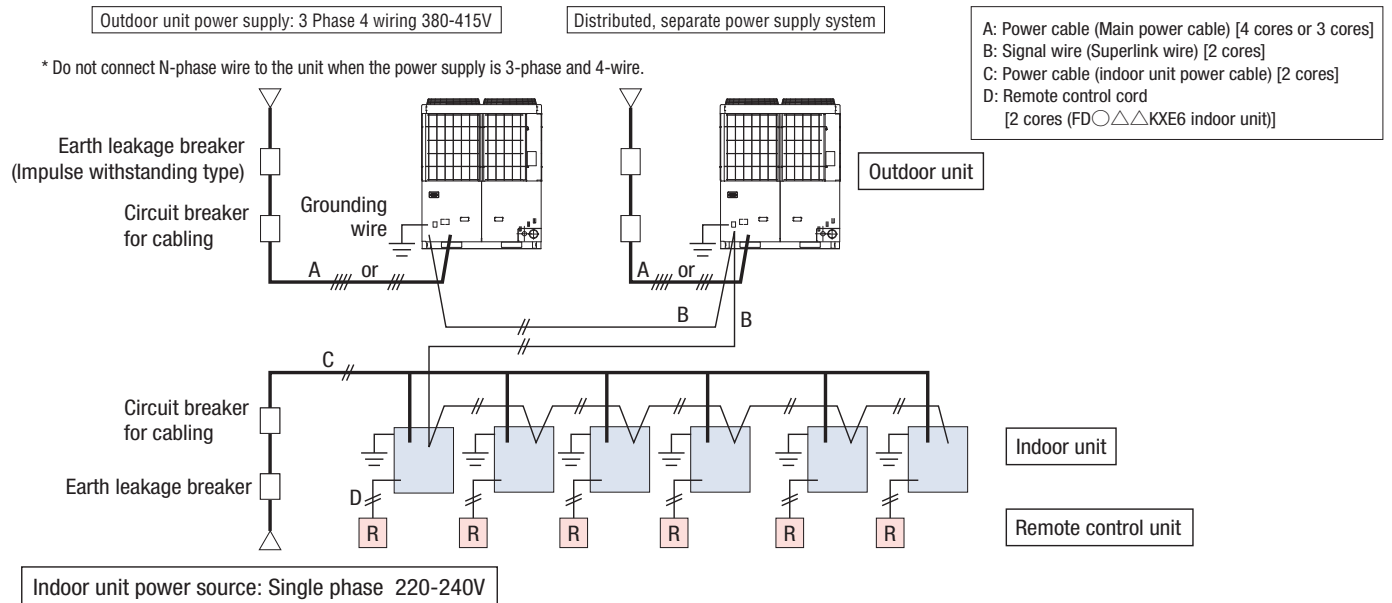 Outdoor unit power supply: 3 Phase 4 wiring 380-415V
Distributed, separate power supply system
A: Power cable (Main power cable) [4 cores or 3 cores]
B: Signal wire (Superlink wire) [2 cores]
C: Power cable (indoor unit power cable) [2 cores]
D: Remote control cord
[2 cores (FD○△△KXE6 indoor unit)]
* Do not connect N-phase wire to the unit when the power supply is 3-phase and 4-wire.
Earth leakage breaker
(Impulse withstanding type)
Circuit breaker
for cabling
Grounding
wire
Outdoor unit
A or
A or
B
B
C
Circuit breaker
for cabling
Earth leakage breaker
Indoor unit
D
R R R R R R
Remote control unit
Indoor unit power source: Single phase 220-240V